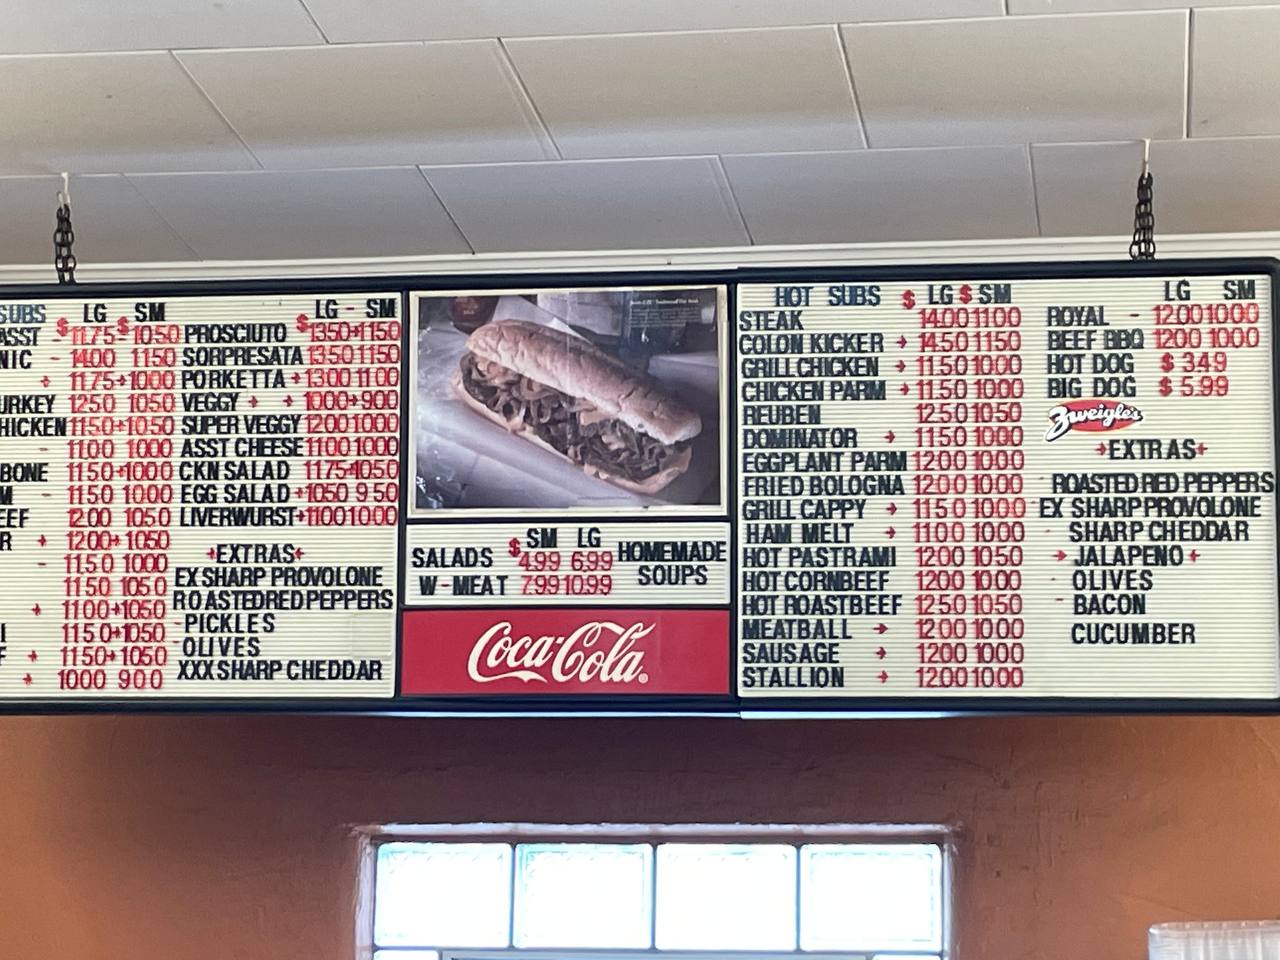 SUBS LG SM
ASST $11.75-$10.50
NIC - 14.00 11.50
11.75 10.00
URKEY 12.50 10.50
HICKEN 11.50 10.50
11.00 10.00
BONE 11.50 10.00
M - 11.50 10.00
EEF 12.00 10.50
R 12.00 10.50
- 11.50 10.00
11.50 10.50
11.00 10.50
I 11.50 10.50
F 11.50 10.50
10.00 9.00
LG - SM
PROSCIUTO $13.50 11.50
SORPRESATA 13.50 11.50
PORKETTA 13.00 11.00
VEGGY 10.00 9.00
SUPER VEGGY 12.00 10.00
ASST CHEESE 11.00 10.00
CKN SALAD 11.75 10.50
EGG SALAD 10.50 9.50
LIVERWURST 11.00 10.00
EXTRAS
EX SHARP PROVOLONE
ROASTED RED PEPPERS
-PICKLES
-OLIVES
XXX SHARP CHEDDAR
SM LG
SALADS $4.99 6.99
W-MEAT 7.99 10.99
HOMEMADE
SOUPS
Coca-Cola®
HOT SUBS $ LG $ SM
STEAK 14.00 11.00
COLON KICKER 14.50 11.50
GRILL CHICKEN 11.50 10.00
CHICKEN PARM 11.50 10.00
REUBEN 12.50 10.50
DOMINATOR 11.50 10.00
EGGPLANT PARM 12.00 10.00
FRIED BOLOGNA 12.00 10.00
GRILL CAPPY 11.50 10.00
HAM MELT 11.00 10.00
HOT PASTRAMI 12.00 10.50
HOT CORNBEEF 12.00 10.00
HOT ROASTBEEF 12.50 10.50
MEATBALL 12.00 10.00
SAUSAGE 12.00 10.00
STALLION 12.00 10.00
LG SM
ROYAL - 12.00 10.00
BEEF BBQ 12.00 10.00
HOT DOG $ 3.49
BIG DOG $ 5.99
Zweigle's
EXTRAS
- ROASTED RED PEPPERS
EX SHARP PROVOLONE
- SHARP CHEDDAR
JALAPENO
- OLIVES
- BACON
CUCUMBER